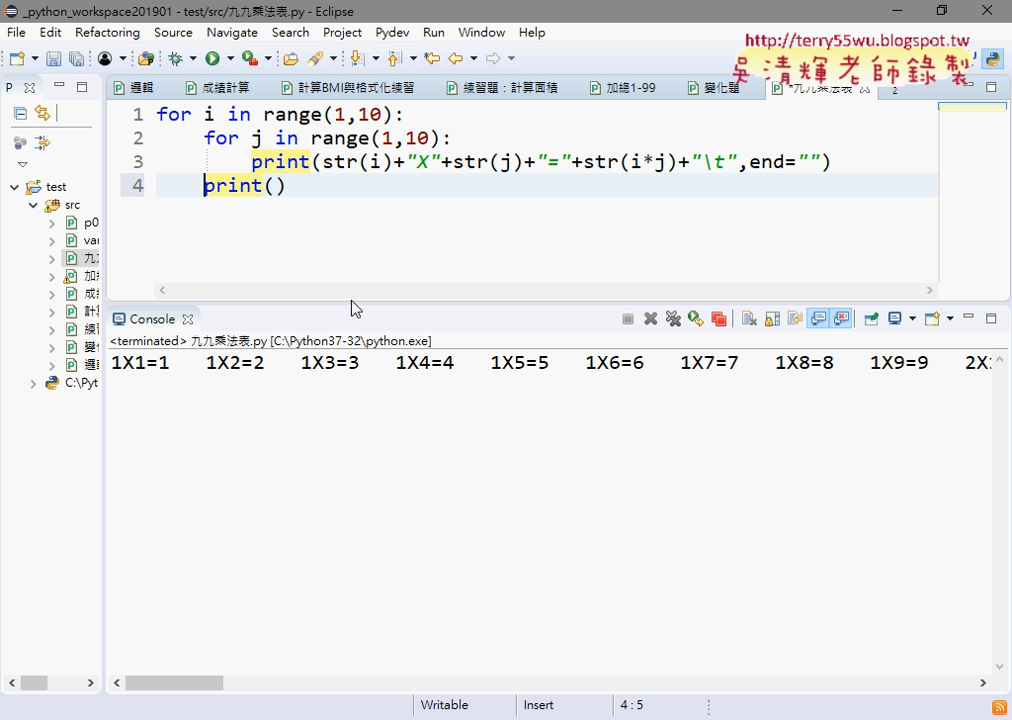 _python_workspace201901 - test/src/九九乘法表.py - Eclipse
File Edit Refactoring Source Navigate Search Project Pydev Run Window Help
http://terry55wu.blogspot.tw
吳清輝老師錄製
P
邏輯 成績計算 計算BMI與格式化練習 練習題：計算面積 加總1-99 變化題 *九九乘法表 2
1 for i in range(1,10):
2 for j in range(1,10):
3 print(str(i)+"X"+str(j)+"="+str(i*j)+"\t",end="")
4 print()
test
src
p0
var
九
加
成
計
練
變
邏
C:\Pyt
Console
<terminated> 九九乘法表.py [C:\Python37-32\python.exe]
1X1=1 1X2=2 1X3=3 1X4=4 1X5=5 1X6=6 1X7=7 1X8=8 1X9=9 2X
Writable Insert 4 : 5